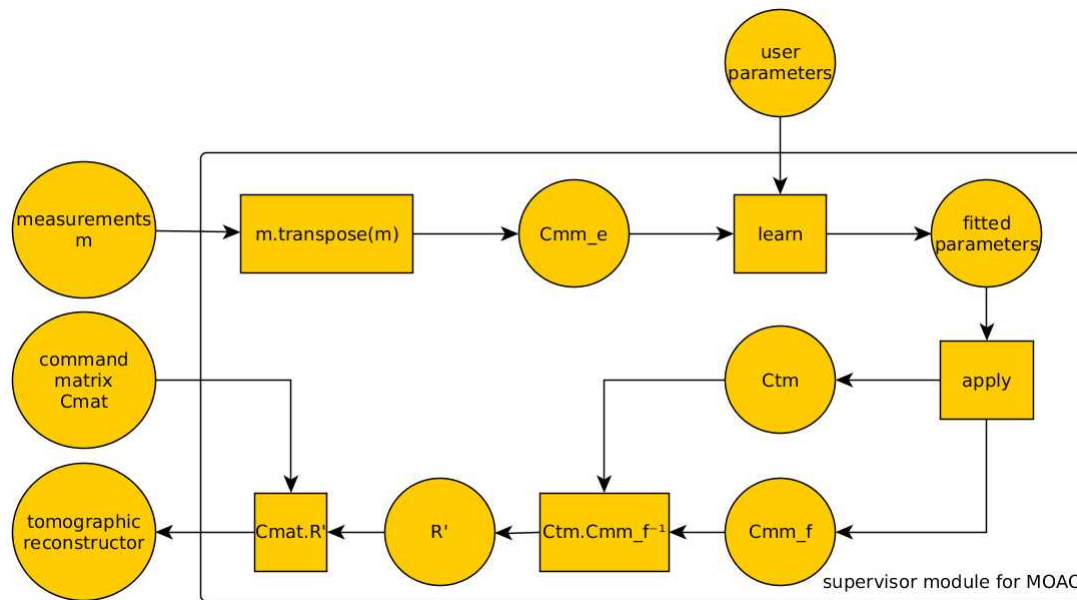 user
parameters
measurements
m
m.transpose(m)
Cmm_e
learn
fitted
parameters
command
matrix
Cmat
Ctm
apply
tomographic
reconstructor
Cmat.R'
R'
Ctm.Cmm_f⁻¹
Cmm_f
supervisor module for MOAO